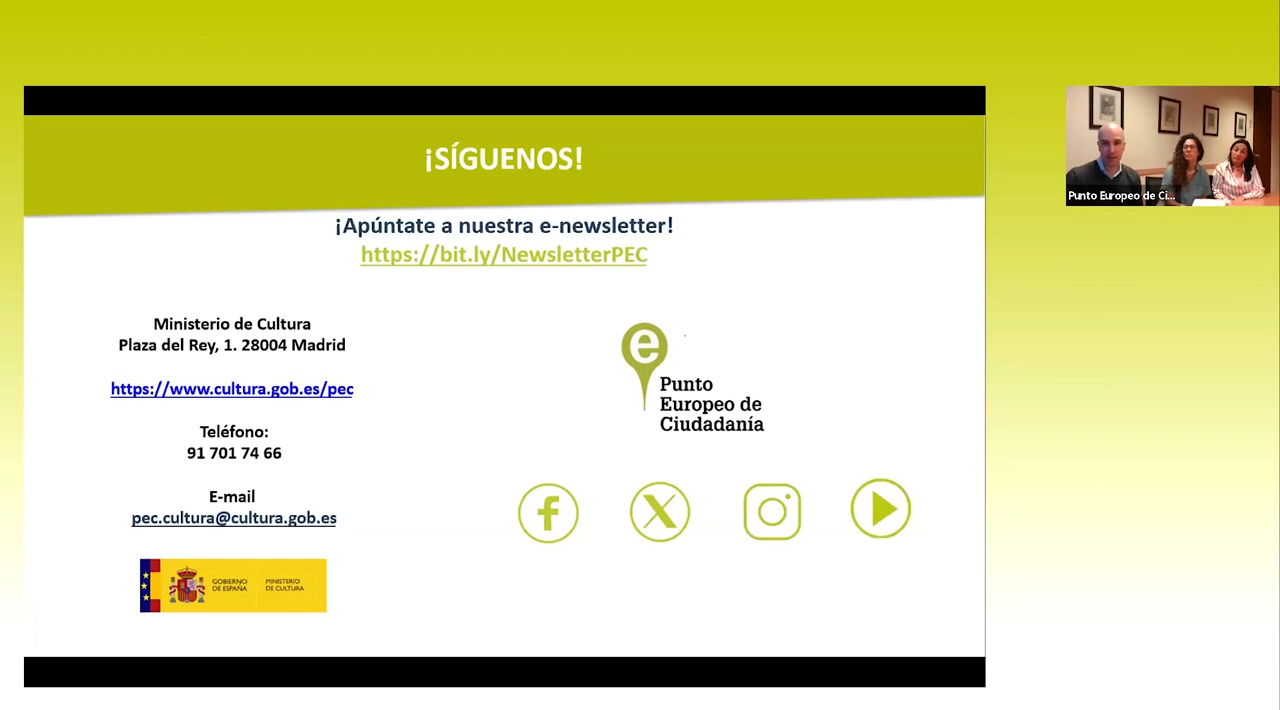 ¡SÍGUENOS!
¡Apúntate a nuestra e-newsletter!
https://bit.ly/NewsletterPEC
Ministerio de Cultura
Plaza del Rey, 1. 28004 Madrid
https://www.cultura.gob.es/pec
Teléfono:
91 701 74 66
E-mail
pec.cultura@cultura.gob.es
GOBIERNO
DE ESPAÑA
MINISTERIO
DE CULTURA
e
Punto
Europeo de
Ciudadanía
Punto Europeo de Ci...